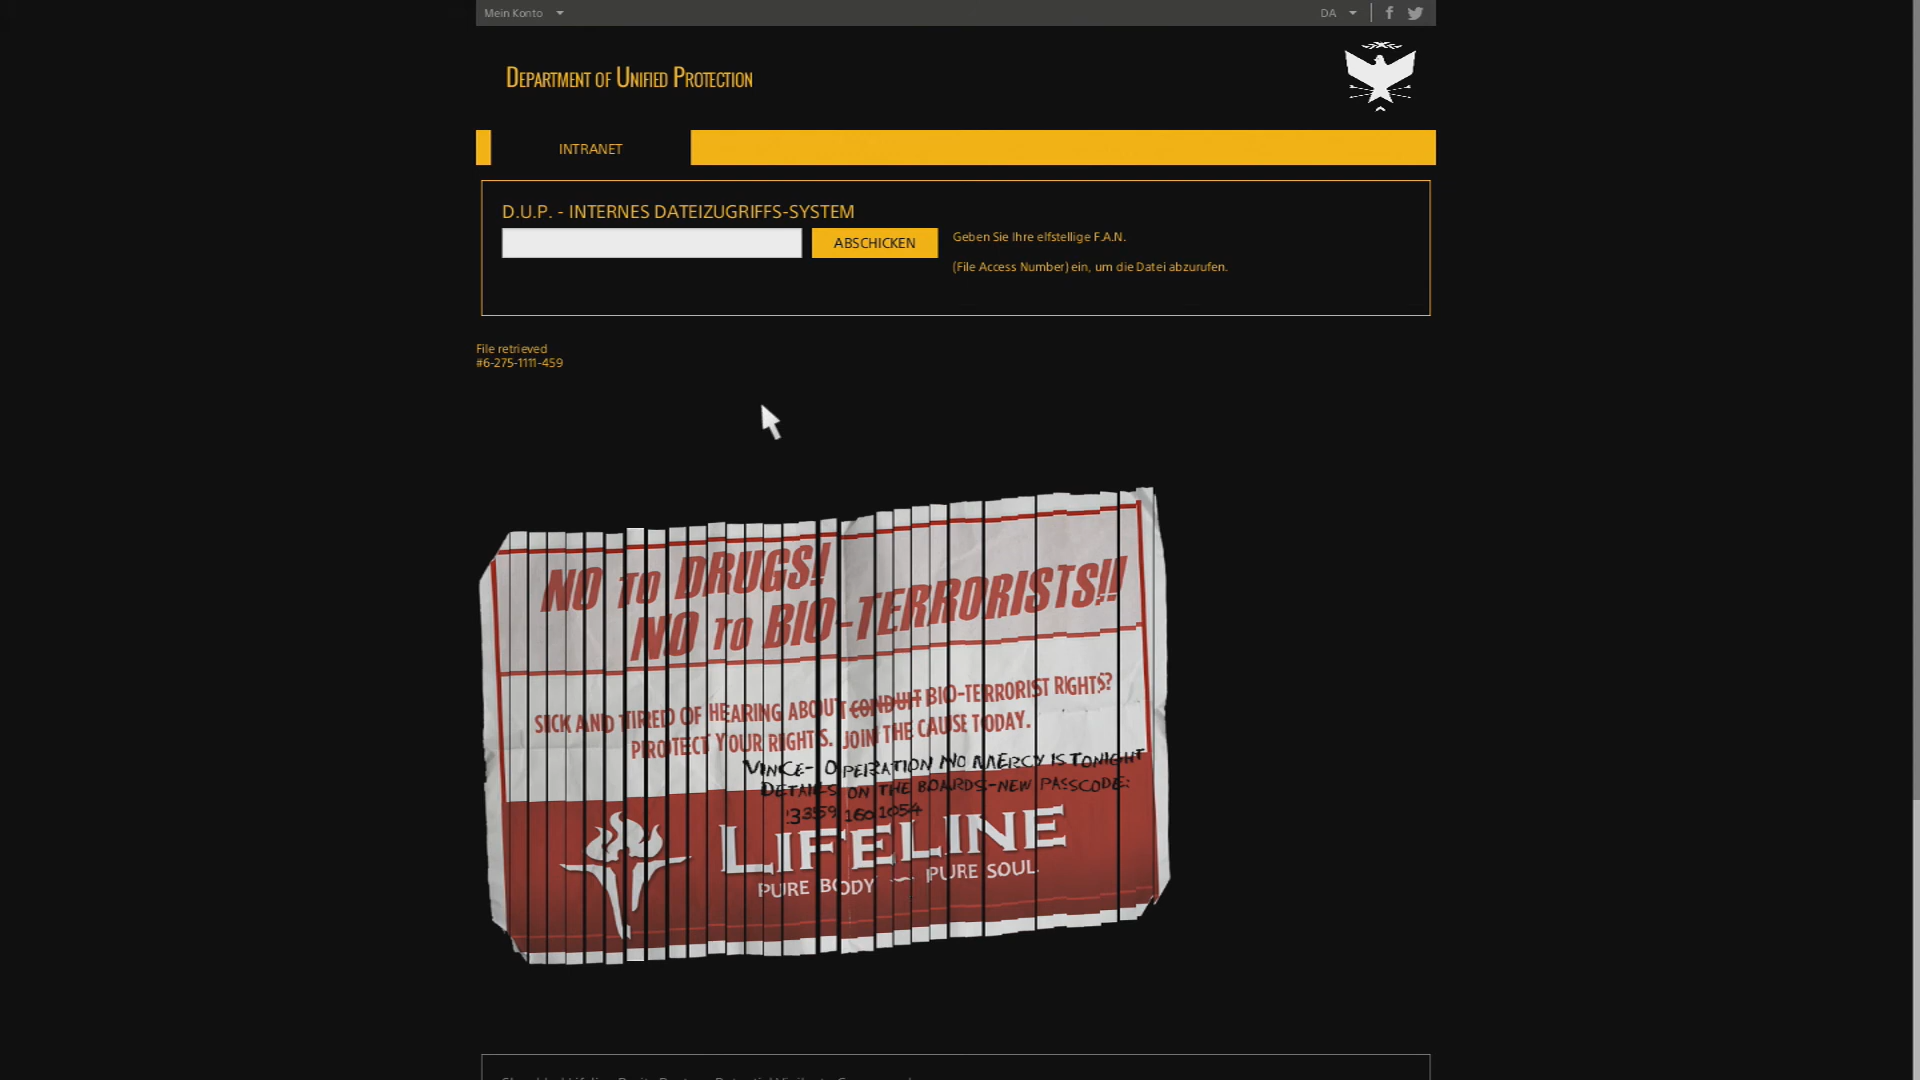 Mein Konto
DA
DEPARTMENT OF UNIFIED PROTECTION
INTRANET
D.U.P. - INTERNES DATEIZUGRIFFS-SYSTEM
ABSCHICKEN
Geben Sie Ihre elfstellige F.A.N.
(File Access Number) ein, um die Datei abzurufen.
File retrieved
#6-275-1111-459
NO TO DRUGS!
NO TO BIO-TERRORISTS!!
SICK AND TIRED OF HEARING ABOUT CONDUIT BIO-TERRORIST RIGHTS?
PROTECT YOUR RIGHTS. JOIN THE CAUSE TODAY.
VINCE- OPERATION NO MERCY IS TONIGHT
DETAILS ON THE BOARDS-NEW PASSCODE:
3359 160 1054
LIFELINE
PURE BODY ~ PURE SOUL.